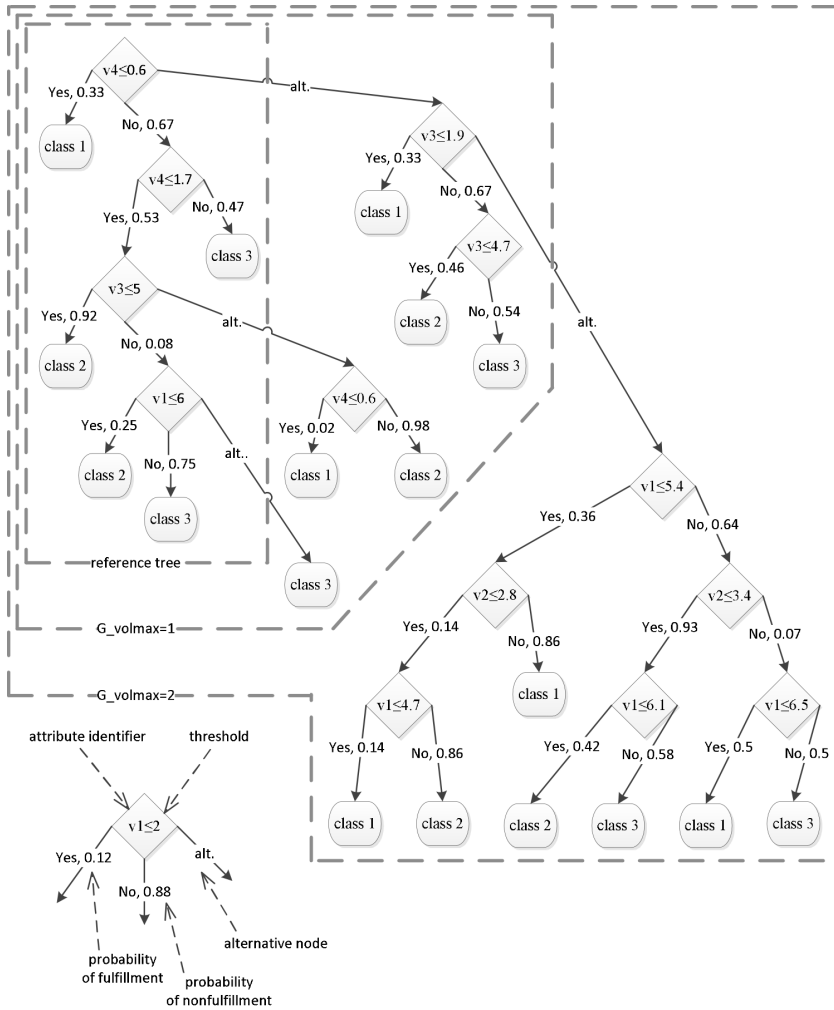 v4≤0.6
Yes, 0.33
No, 0.67
class 1
alt.
v4≤1.7
Yes, 0.53
No, 0.47
class 3
v3≤5
Yes, 0.92
No, 0.08
class 2
alt.
v1≤6
Yes, 0.25
No, 0.75
alt..
class 2
class 3
reference tree
class 3
v4≤0.6
Yes, 0.02
No, 0.98
class 1
class 2
v3≤1.9
Yes, 0.33
No, 0.67
class 1
v3≤4.7
Yes, 0.46
No, 0.54
class 2
class 3
alt.
G_volmax=1
v1≤5.4
Yes, 0.36
No, 0.64
v2≤2.8
Yes, 0.14
No, 0.86
class 1
v1≤4.7
Yes, 0.14
No, 0.86
class 1
class 2
v2≤3.4
Yes, 0.93
No, 0.07
v1≤6.1
Yes, 0.42
No, 0.58
class 2
class 3
v1≤6.5
Yes, 0.5
No, 0.5
class 1
class 3
G_volmax=2
attribute identifier
threshold
v1≤2
Yes, 0.12
No, 0.88
alt.
probability
of fulfillment
probability
of nonfulfillment
alternative node